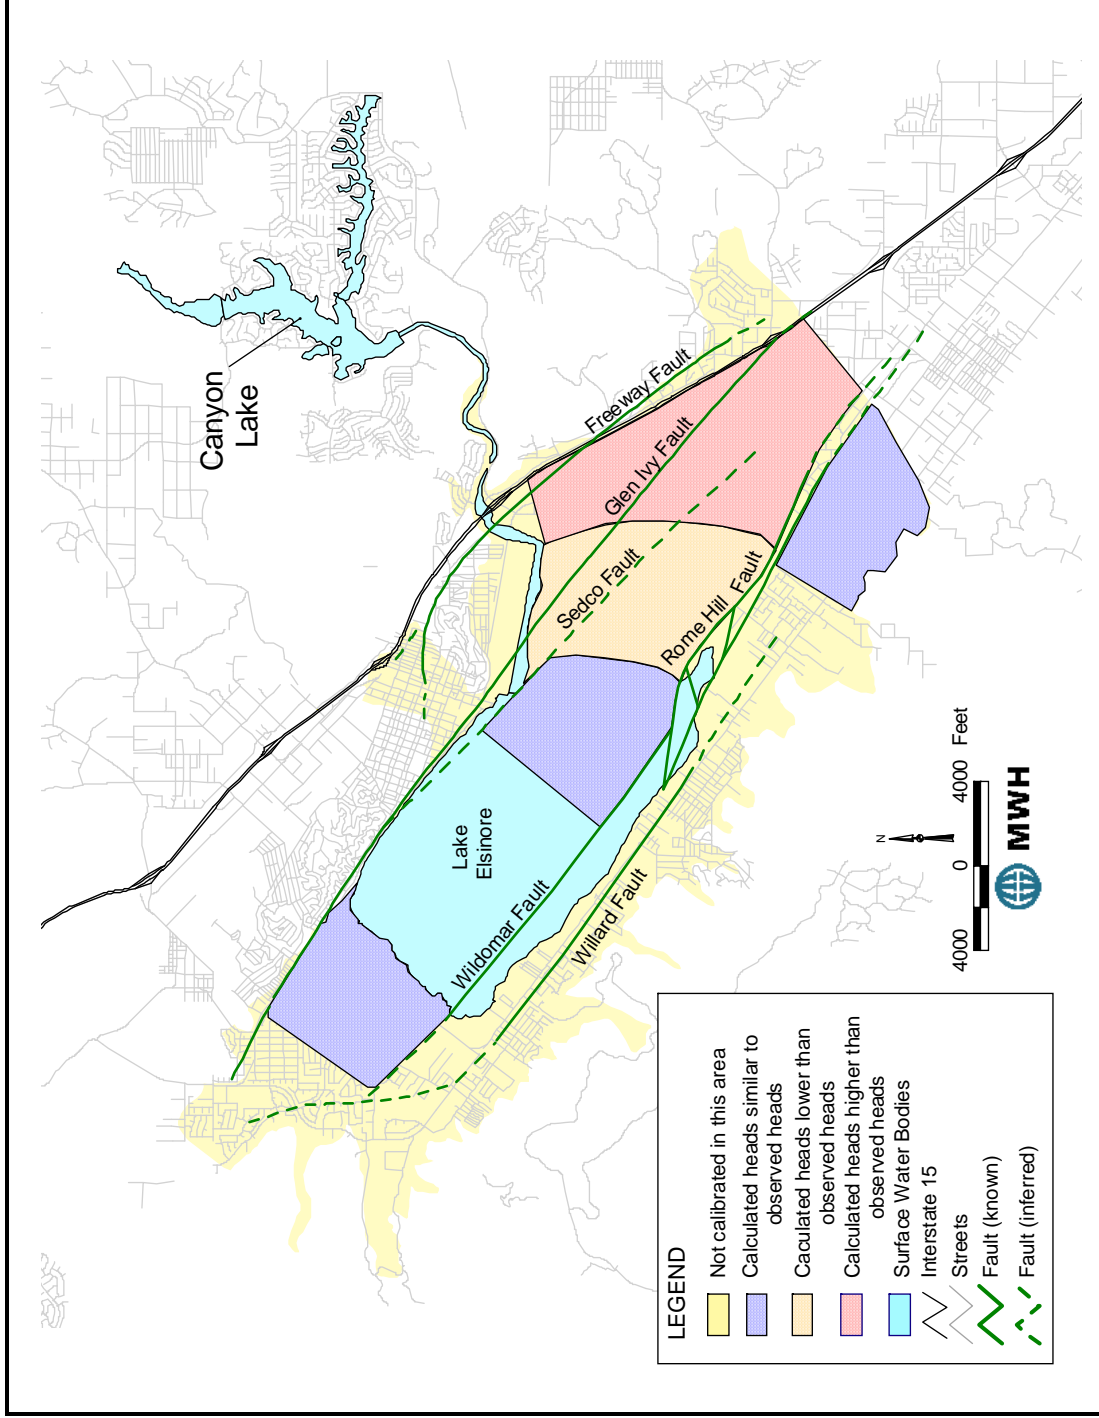 Canyon
Lake
Freeway Fault
Glen Ivy Fault
Sedco Fault
Rome Hill Fault
Lake
Elsinore
Wildomar Fault
Willard Fault
N
4000 0 4000 Feet
MWH
LEGEND
Not calibrated in this area
Calculated heads similar to
observed heads
Caculated heads lower than
observed heads
Calculated heads higher than
observed heads
Surface Water Bodies
Interstate 15
Streets
Fault (known)
Fault (inferred)